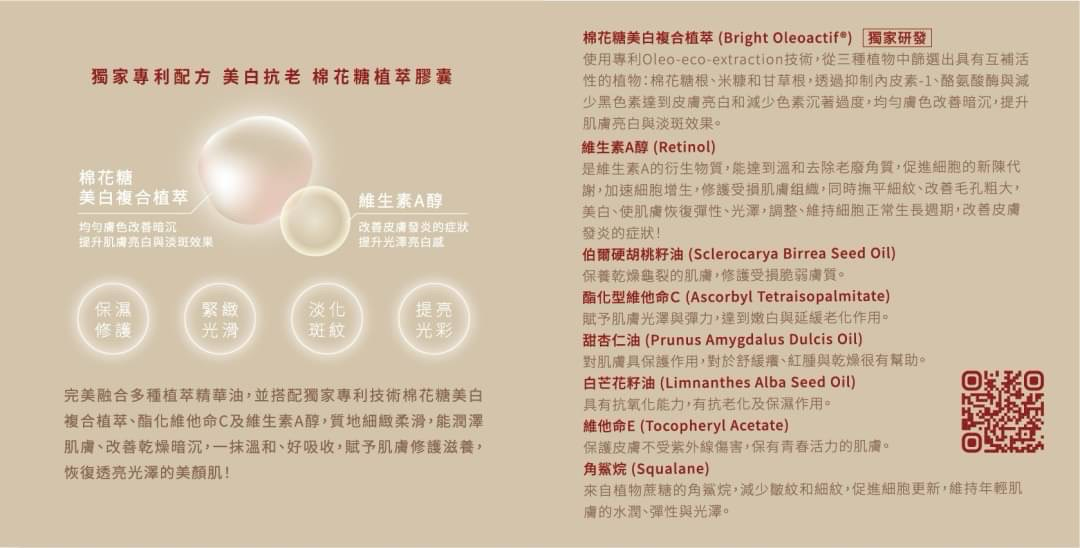 獨家專利配方 美白抗老 棉花糖植萃膠囊
棉花糖
美白複合植萃
均勻膚色改善暗沉
提升肌膚亮白與淡斑效果
維生素A醇
改善皮膚發炎的症狀
提升光澤亮白感
保濕
修護
緊緻
光滑
淡化
斑紋
提亮
光彩
完美融合多種植萃精華油,並搭配獨家專利技術棉花糖美白
複合植萃、酯化維他命C及維生素A醇,質地細緻柔滑,能潤澤
肌膚、改善乾燥暗沉,一抹溫和、好吸收,賦予肌膚修護滋養,
恢復透亮光澤的美顏肌!
棉花糖美白複合植萃 (Bright Oleoactif®) 獨家研發
使用專利Oleo-eco-extraction技術,從三種植物中篩選出具有互補活
性的植物:棉花糖根、米糠和甘草根,透過抑制內皮素-1、酪氨酸酶與減
少黑色素達到皮膚亮白和減少色素沉著過度,均勻膚色改善暗沉,提升
肌膚亮白與淡斑效果。
維生素A醇 (Retinol)
是維生素A的衍生物質,能達到溫和去除老廢角質,促進細胞的新陳代
謝,加速細胞增生,修護受損肌膚組織,同時撫平細紋、改善毛孔粗大,
美白、使肌膚恢復彈性、光澤,調整、維持細胞正常生長週期,改善皮膚
發炎的症狀!
伯爾硬胡桃籽油 (Sclerocarya Birrea Seed Oil)
保養乾燥龜裂的肌膚,修護受損脆弱膚質。
酯化型維他命C (Ascorbyl Tetraisopalmitate)
賦予肌膚光澤與彈力,達到嫩白與延緩老化作用。
甜杏仁油 (Prunus Amygdalus Dulcis Oil)
對肌膚具保護作用,對於舒緩癢、紅腫與乾燥很有幫助。
白芒花籽油 (Limnanthes Alba Seed Oil)
具有抗氧化能力,有抗老化及保濕作用。
維他命E (Tocopheryl Acetate)
保護皮膚不受紫外線傷害,保有青春活力的肌膚。
角鯊烷 (Squalane)
來自植物蔗糖的角鯊烷,減少皺紋和細紋,促進細胞更新,維持年輕肌
膚的水潤、彈性與光澤。